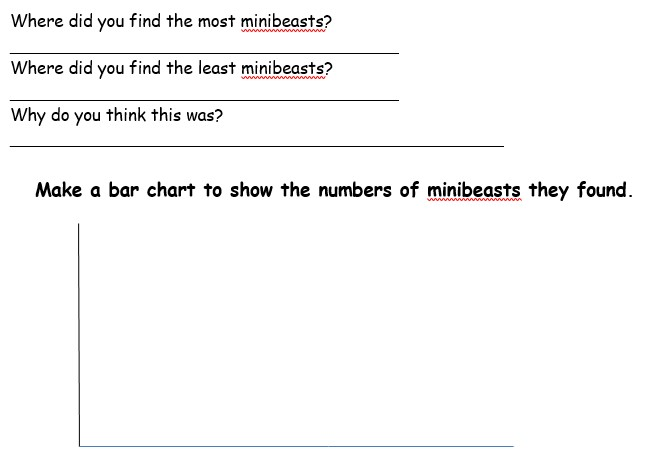 Where did you find the most minibeasts?
Where did you find the least minibeasts?
Why do you think this was?
Make a bar chart to show the numbers of minibeasts they found.